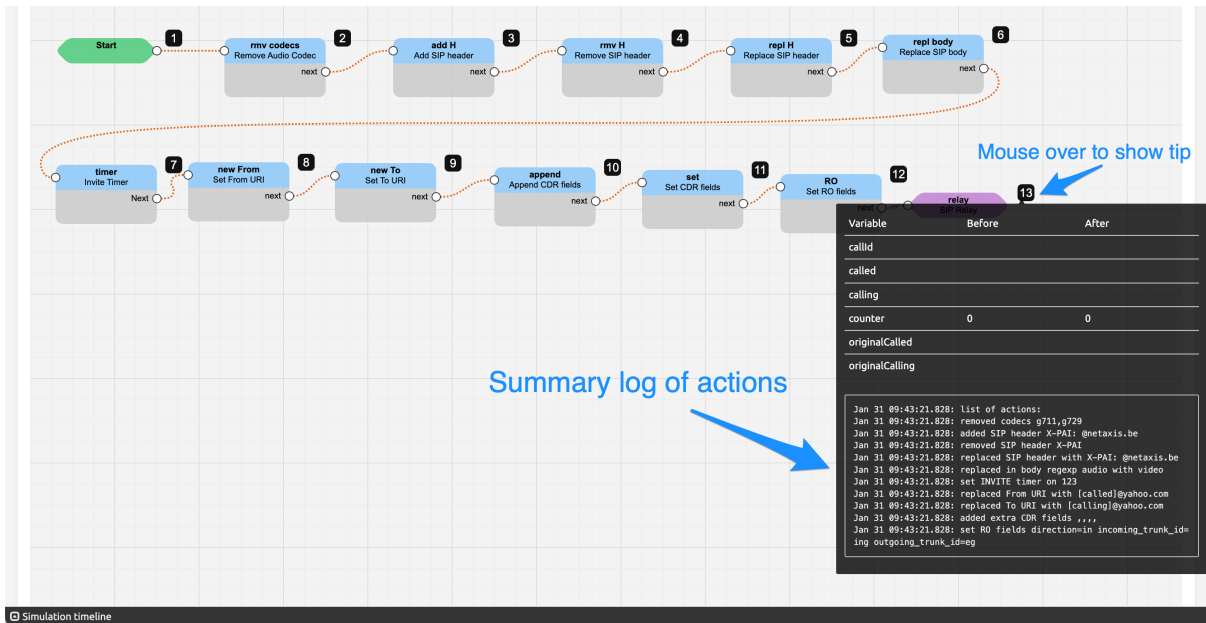 Start
1
rmv codecs
Remove Audio Codec
next
2
add H
Add SIP header
next
3
rmv H
Remove SIP header
next
4
repl H
Replace SIP header
next
5
repl body
Replace SIP body
next
6
timer
Invite Timer
Next
7
new From
Set From URI
next
8
new To
Set To URI
next
9
append
Append CDR fields
next
10
set
Set CDR fields
next
11
RO
Set RO fields
next
12
relay
SIP Relay
13
Mouse over to show tip
Variable Before After
callId
called
calling
counter 0 0
originalCalled
originalCalling
Summary log of actions
Jan 31 09:43:21.828: list of actions:
Jan 31 09:43:21.828: removed codecs g711,g729
Jan 31 09:43:21.828: added SIP header X-PAI: @netaxis.be
Jan 31 09:43:21.828: removed SIP header X-PAI
Jan 31 09:43:21.828: replaced SIP header with X-PAI: @netaxis.be
Jan 31 09:43:21.828: replaced in body regexp audio with video
Jan 31 09:43:21.828: set INVITE timer on 123
Jan 31 09:43:21.828: replaced From URI with [called]@yahoo.com
Jan 31 09:43:21.828: replaced To URI with [calling]@yahoo.com
Jan 31 09:43:21.828: added extra CDR fields ,,,,
Jan 31 09:43:21.828: set RO fields direction=in incoming_trunk_id=
ing outgoing_trunk_id=eg
Simulation timeline